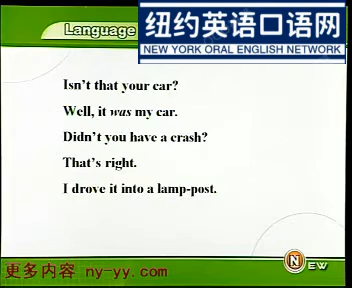 Language
纽约英语口语网
NEW YORK ORAL ENGLISH NETWORK
Isn't that your car?
Well, it was my car.
Didn't you have a crash?
That's right.
I drove it into a lamp-post.
NEW
更多内容 ny-yy.com